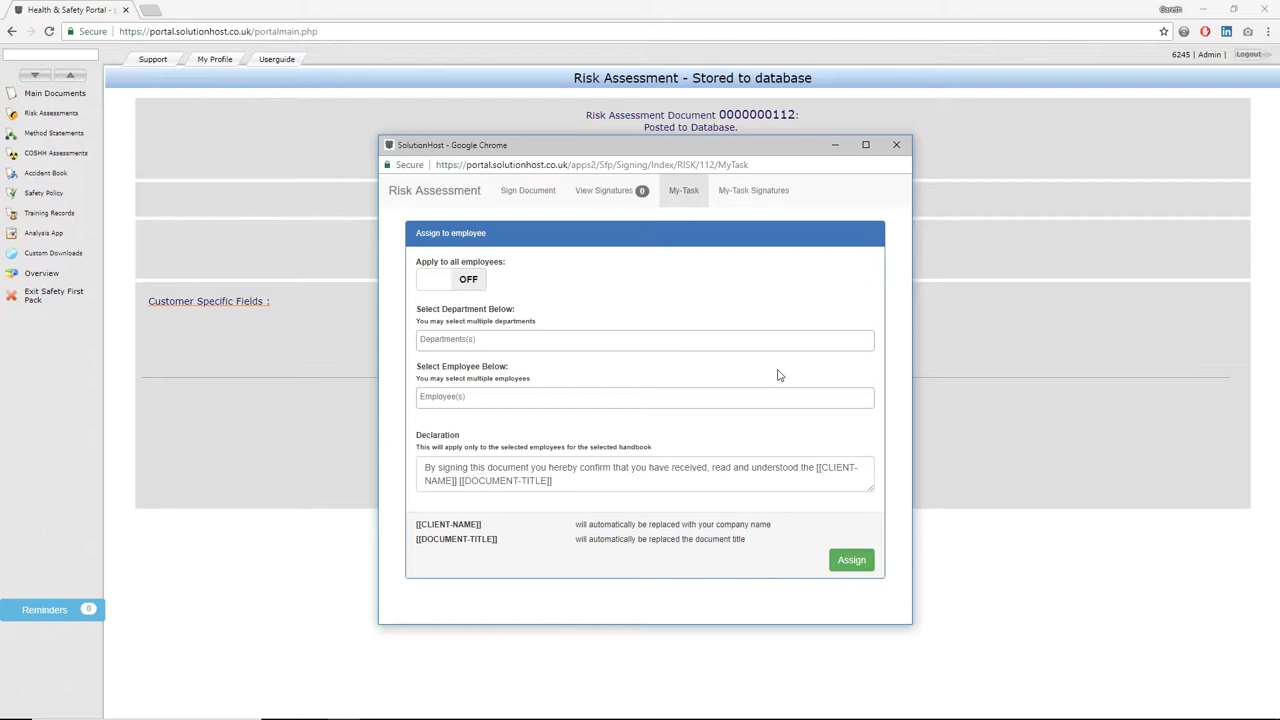 Health & Safety Portal -
Gareth
Secure
https://portal.solutionhost.co.uk/portalmain.php
Support
My Profile
Userguide
6245 | Admin |
Logout
Risk Assessment - Stored to database
Main Documents
Risk Assessments
Method Statements
COSHH Assessments
Accident Book
Safety Policy
Training Records
Analysis App
Custom Downloads
Overview
Exit Safety First
Pack
Reminders 0
Risk Assessment Document 0000000112:
Posted to Database.
Customer Specific Fields :
SolutionHost - Google Chrome
Secure
https://portal.solutionhost.co.uk/apps2/Sfp/Signing/Index/RISK/112/MyTask
Risk Assessment
Sign Document
View Signatures 0
My-Task
My-Task Signatures
Assign to employee
Apply to all employees:
OFF
Select Department Below:
You may select multiple departments
Departments(s)
Select Employee Below:
You may select multiple employees
Employee(s)
Declaration
This will apply only to the selected employees for the selected handbook
By signing this document you hereby confirm that you have received, read and understood the [[CLIENT-
NAME]] [[DOCUMENT-TITLE]]
[[CLIENT-NAME]] will automatically be replaced with your company name
[[DOCUMENT-TITLE]] will automatically be replaced the document title
Assign